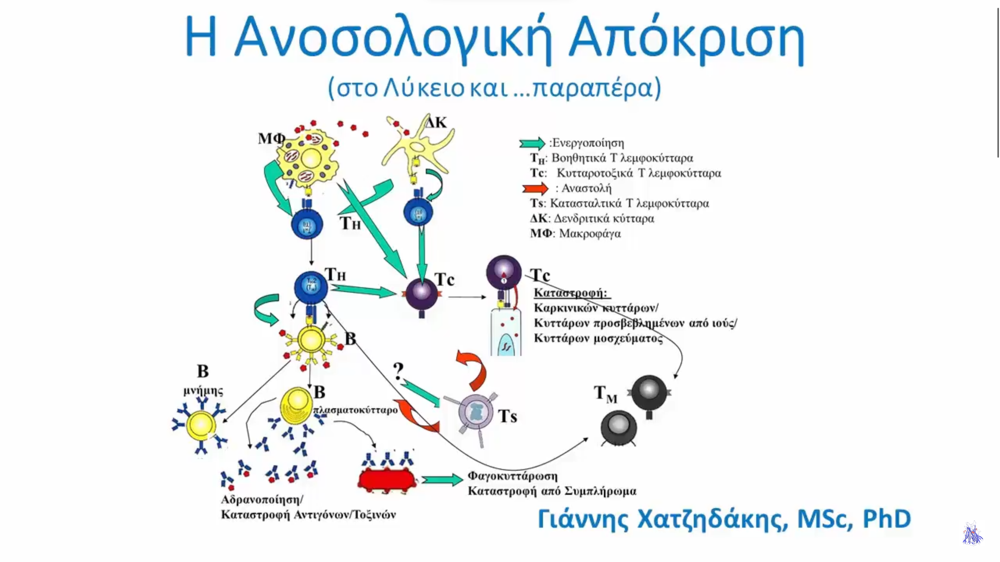 Η Ανοσολογική Απόκριση
(στο Λύκειο και ...παραπέρα)
ΜΦ
ΔΚ
:Ενεργοποίηση
TH: Βοηθητικά Τ λεμφοκύτταρα
Tc: Κυτταροτοξικά Τ λεμφοκύτταρα
: Αναστολή
Ts: Κατασταλτικά Τ λεμφοκύτταρα
ΔΚ: Δενδριτικά κύτταρα
ΜΦ: Μακροφάγα
TH
TH
TH2
(TH)
Tc
Tc
Καταστροφή:
Καρκινικών κυττάρων/
Κυττάρων προσβεβλημένων από ιούς/
Κυττάρων μοσχεύματος
B
B
μνήμης
B
πλασματοκύτταρο
?
Ts
TM
Φαγοκυττάρωση
Καταστροφή από Συμπλήρωμα
Αδρανοποίηση/
Καταστροφή Αντιγόνων/Τοξινών
Γιάννης Χατζηδάκης, MSc, PhD